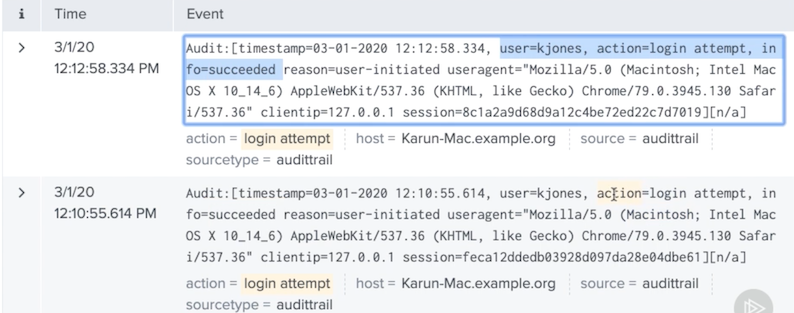 i Time Event
3/1/20
12:12:58.334 PM
Audit:[timestamp=03-01-2020 12:12:58.334, user=kjones, action=login attempt, in
fo=succeeded reason=user-initiated useragent="Mozilla/5.0 (Macintosh; Intel Mac
OS X 10_14_6) AppleWebKit/537.36 (KHTML, like Gecko) Chrome/79.0.3945.130 Safar
i/537.36" clientip=127.0.0.1 session=8c1a2a9d68d9a12c4be72ed22c7d7019][n/a]
action = login attempt host = Karun-Mac.example.org source = audittrail
sourcetype = audittrail
3/1/20
12:10:55.614 PM
Audit:[timestamp=03-01-2020 12:10:55.614, user=kjones, action=login attempt, in
fo=succeeded reason=user-initiated useragent="Mozilla/5.0 (Macintosh; Intel Mac
OS X 10_14_6) AppleWebKit/537.36 (KHTML, like Gecko) Chrome/79.0.3945.130 Safar
i/537.36" clientip=127.0.0.1 session=feca12ddedb03928d097da28e04dbe61][n/a]
action = login attempt host = Karun-Mac.example.org source = audittrail
sourcetype = audittrail